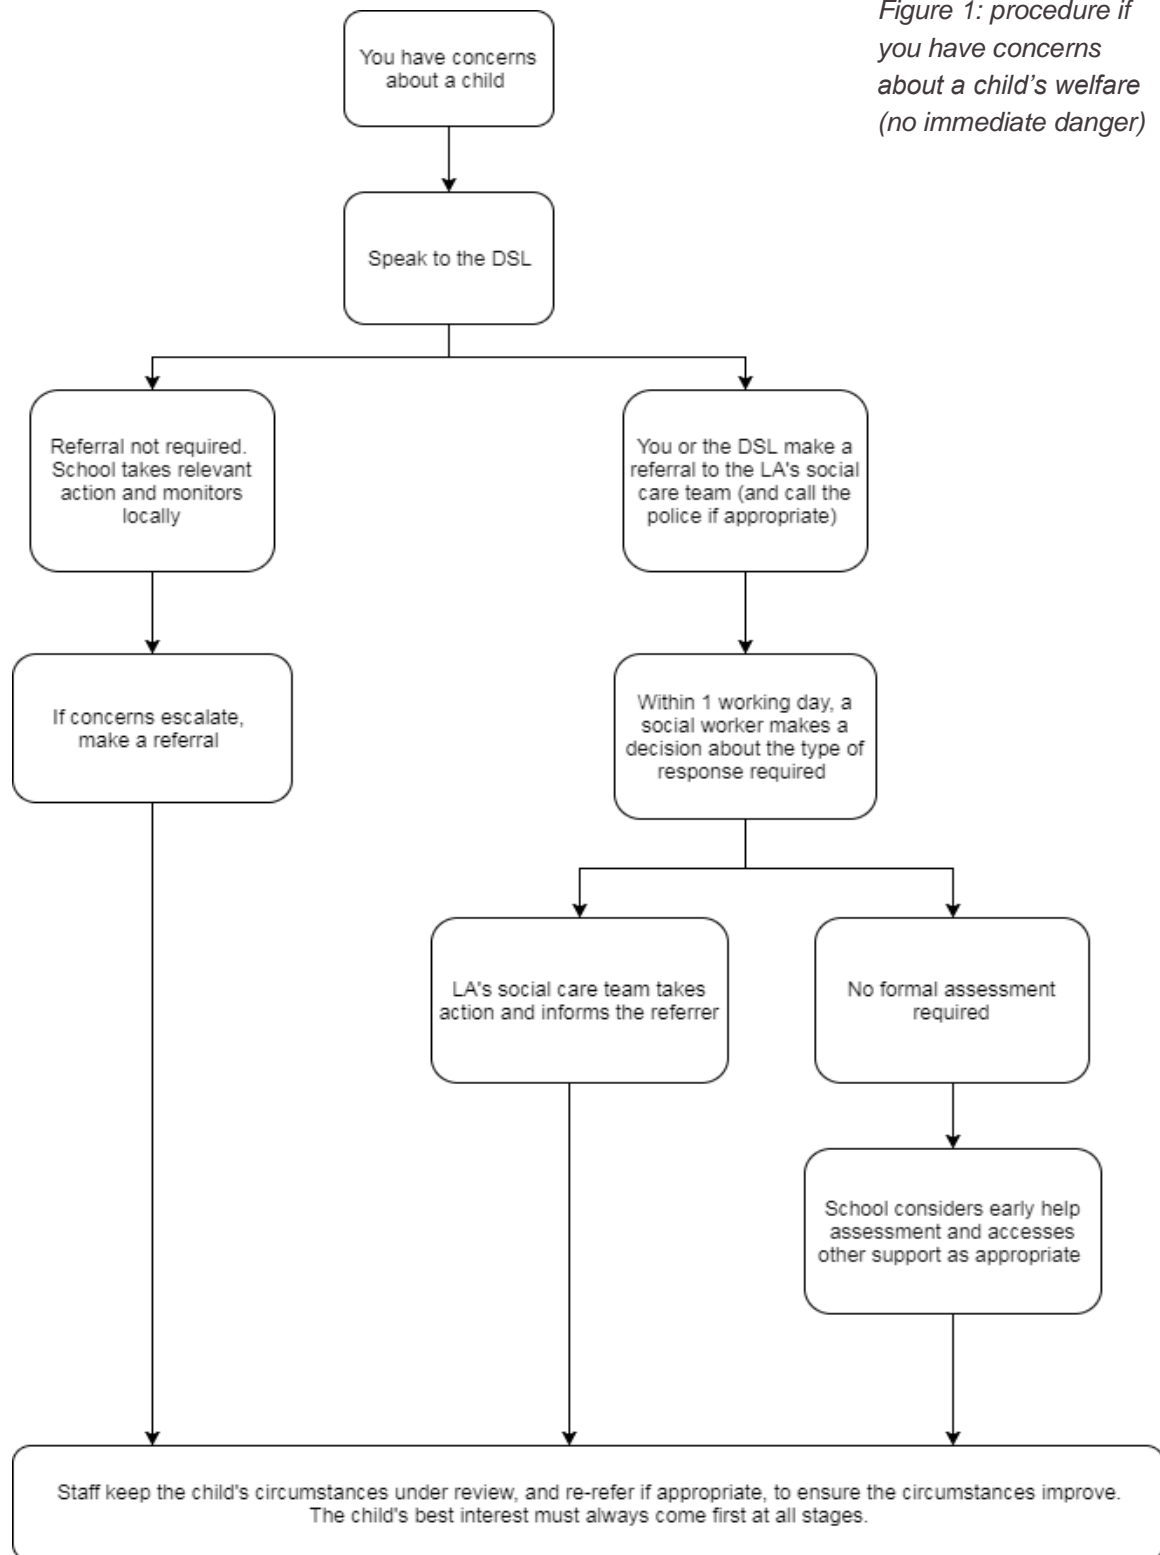 Figure 1: procedure if
you have concerns
about a child’s welfare
(no immediate danger)
You have concerns
about a child
Speak to the DSL
Referral not required.
School takes relevant
action and monitors
locally
You or the DSL make a
referral to the LA's social
care team (and call the
police if appropriate)
If concerns escalate,
make a referral
Within 1 working day, a
social worker makes a
decision about the type of
response required
LA's social care team takes
action and informs the referrer
No formal assessment
required
School considers early help
assessment and accesses
other support as appropriate
Staff keep the child's circumstances under review, and re-refer if appropriate, to ensure the circumstances improve.
The child's best interest must always come first at all stages.